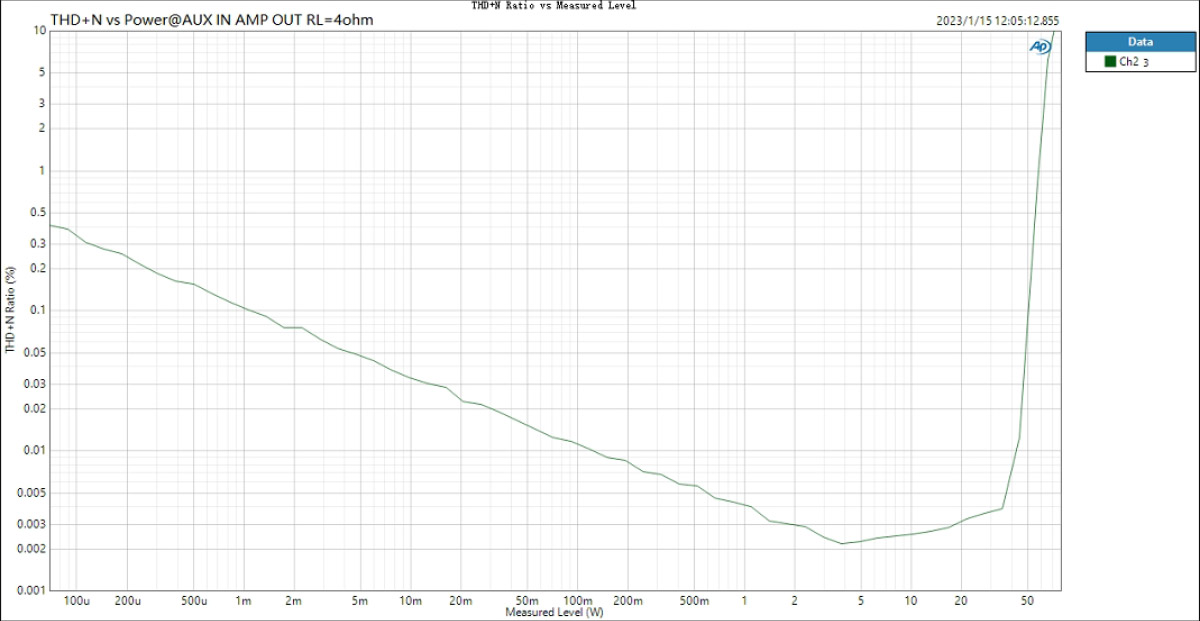 THD+N Ratio vs Measured Level
THD+N vs Power@AUX IN AMP OUT RL=4ohm
2023/1/15 12:05:12.855
AP
Data
Ch2 3
THD+N Ratio (%)
10
5
3
2
1
0.5
0.3
0.2
0.1
0.05
0.03
0.02
0.01
0.005
0.003
0.002
0.001
100u 200u 500u 1m 2m 5m 10m 20m 50m 100m 200m 500m 1 2 5 10 20 50
Measured Level (W)